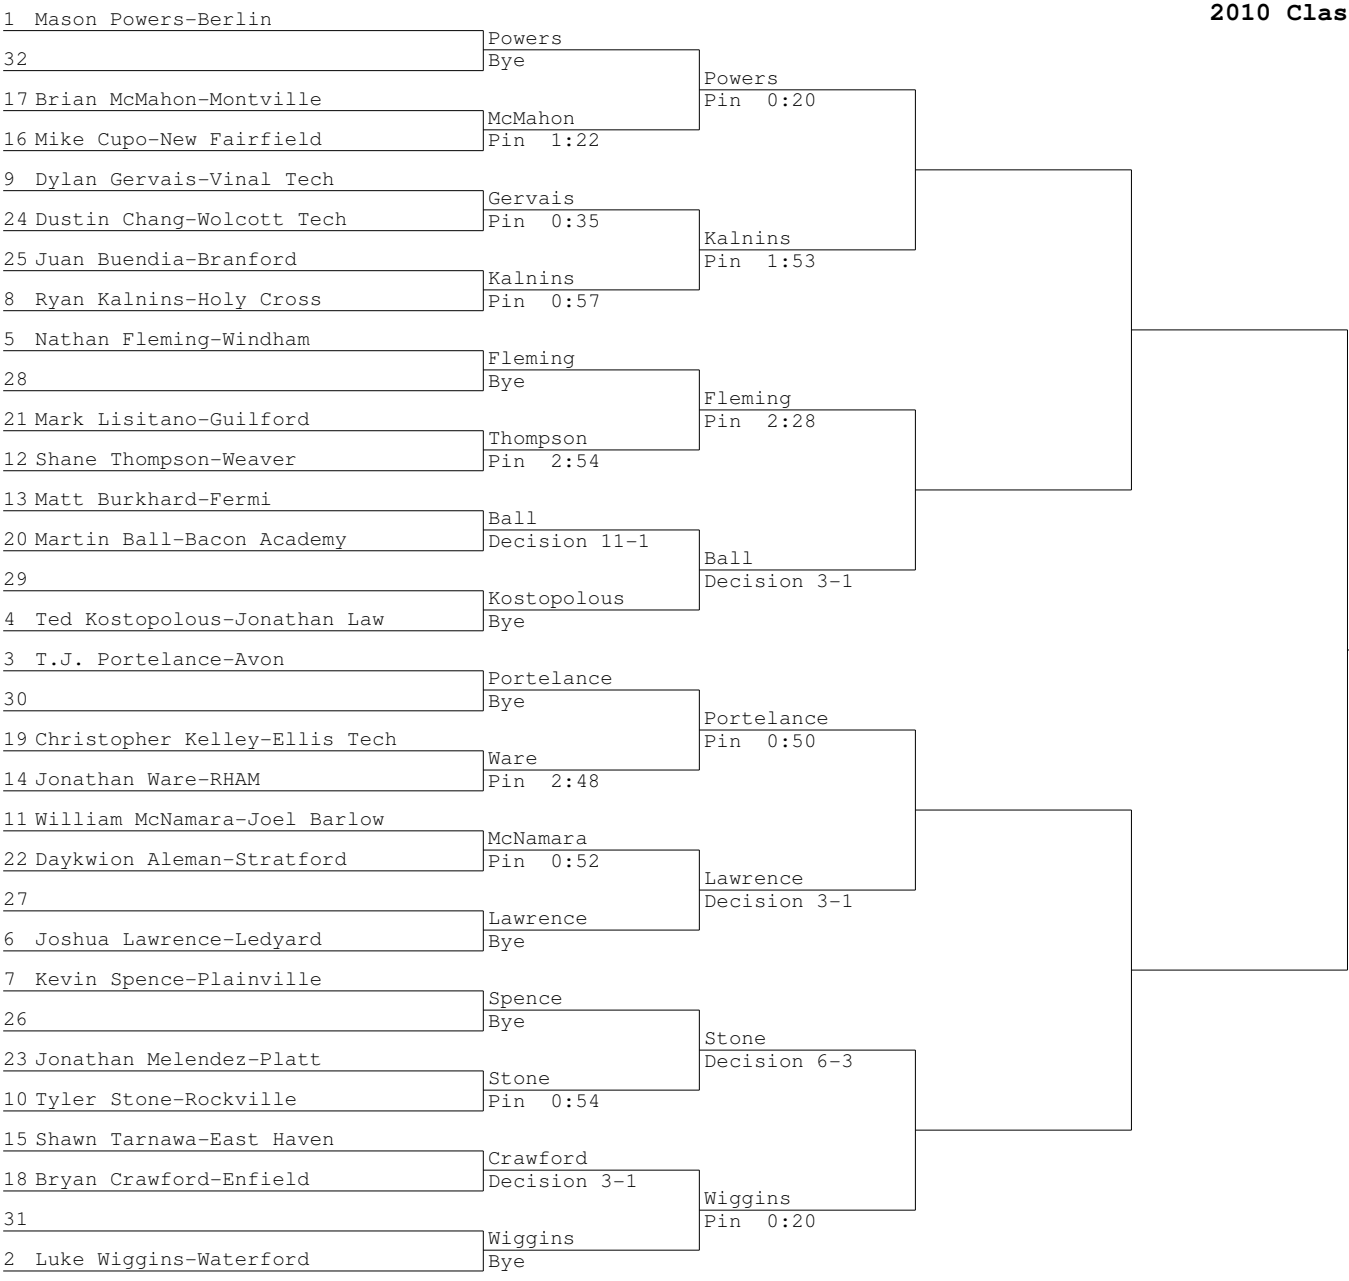 2010 Clas
1 Mason Powers-Berlin
Powers
32
Bye
Powers
17 Brian McMahon-Montville
Pin 0:20
McMahon
16 Mike Cupo-New Fairfield
Pin 1:22
9 Dylan Gervais-Vinal Tech
Gervais
24 Dustin Chang-Wolcott Tech
Pin 0:35
Kalnins
25 Juan Buendia-Branford
Pin 1:53
Kalnins
8 Ryan Kalnins-Holy Cross
Pin 0:57
5 Nathan Fleming-Windham
Fleming
28
Bye
Fleming
21 Mark Lisitano-Guilford
Pin 2:28
Thompson
12 Shane Thompson-Weaver
Pin 2:54
13 Matt Burkhard-Fermi
Ball
20 Martin Ball-Bacon Academy
Decision 11-1
Ball
29
Decision 3-1
Kostopolous
4 Ted Kostopolous-Jonathan Law
Bye
3 T.J. Portelance-Avon
Portelance
30
Bye
Portelance
19 Christopher Kelley-Ellis Tech
Pin 0:50
Ware
14 Jonathan Ware-RHAM
Pin 2:48
11 William McNamara-Joel Barlow
McNamara
22 Daykwion Aleman-Stratford
Pin 0:52
Lawrence
27
Decision 3-1
Lawrence
6 Joshua Lawrence-Ledyard
Bye
7 Kevin Spence-Plainville
Spence
26
Bye
Stone
23 Jonathan Melendez-Platt
Decision 6-3
Stone
10 Tyler Stone-Rockville
Pin 0:54
15 Shawn Tarnawa-East Haven
Crawford
18 Bryan Crawford-Enfield
Decision 3-1
Wiggins
31
Pin 0:20
Wiggins
2 Luke Wiggins-Waterford
Bye